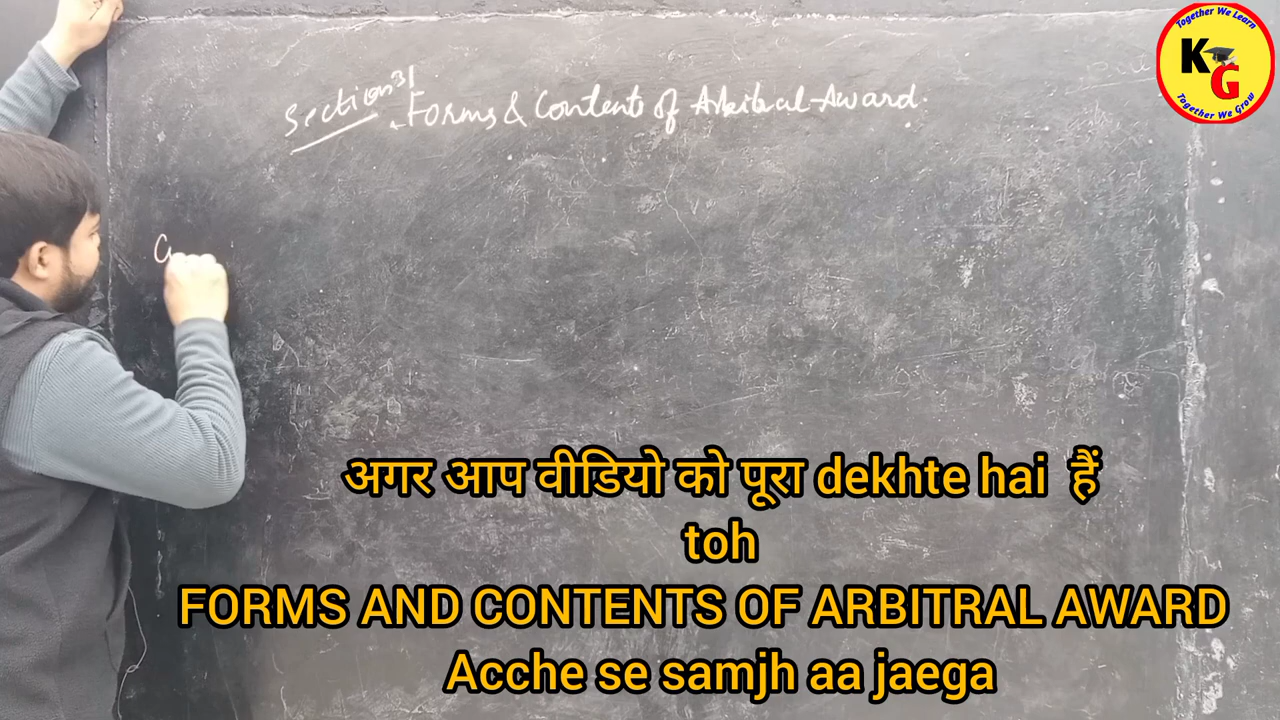 Together We Learn
KG
Together We Grow
Section 31
Forms & Contents of Arbitral Award.
अगर आप वीडियो को पूरा dekhte hai हैं
toh
FORMS AND CONTENTS OF ARBITRAL AWARD
Acche se samjh aa jaega